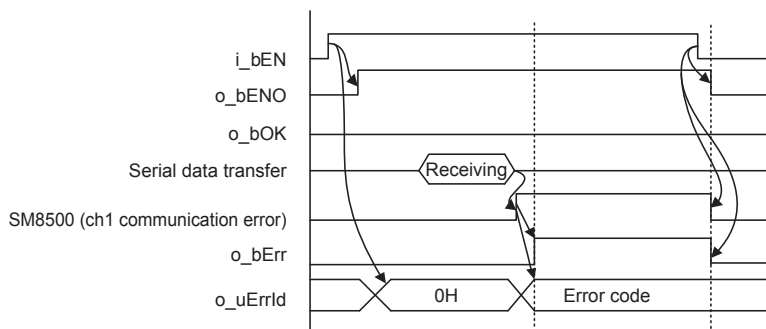 i_bEN
o_bENO
o_bOK
Serial data transfer
Receiving
SM8500 (ch1 communication error)
o_bErr
o_uErrId
0H
Error code